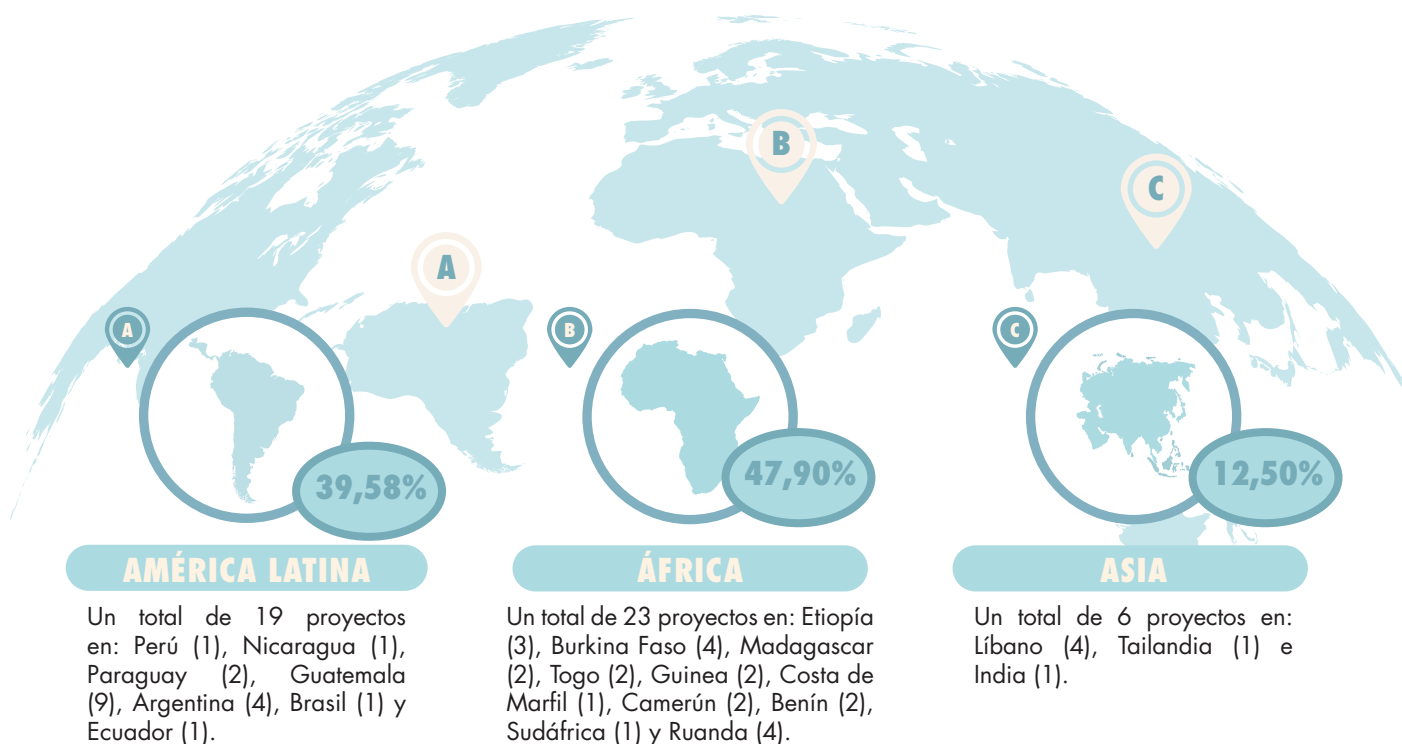 B
C
A
A
B
C
39,58%
47,90%
12,50%
AMÉRICA LATINA
Un total de 19 proyectos
en: Perú (1), Nicaragua (1),
Paraguay (2), Guatemala
(9), Argentina (4), Brasil (1) y
Ecuador (1).
ÁFRICA
Un total de 23 proyectos en: Etiopía
(3), Burkina Faso (4), Madagascar
(2), Togo (2), Guinea (2), Costa de
Marfil (1), Camerún (2), Benín (2),
Sudáfrica (1) y Ruanda (4).
ASIA
Un total de 6 proyectos en:
Líbano (4), Tailandia (1) e
India (1).